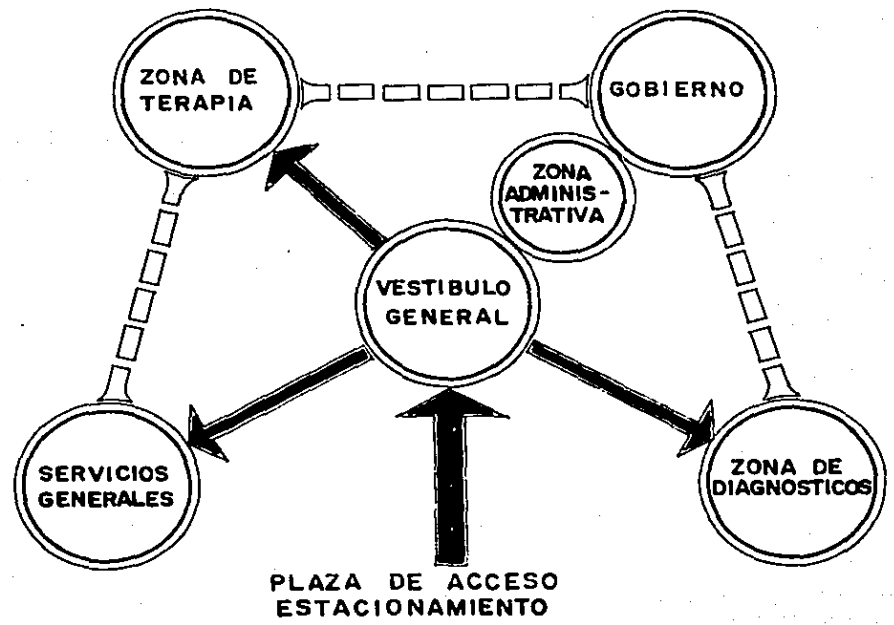 ZONA DE
TERAPIA
GOBIERNO
ZONA
ADMINIS-
TRATIVA
VESTIBULO
GENERAL
SERVICIOS
GENERALES
ZONA DE
DIAGNOSTICOS
PLAZA DE ACCESO
ESTACIONAMIENTO